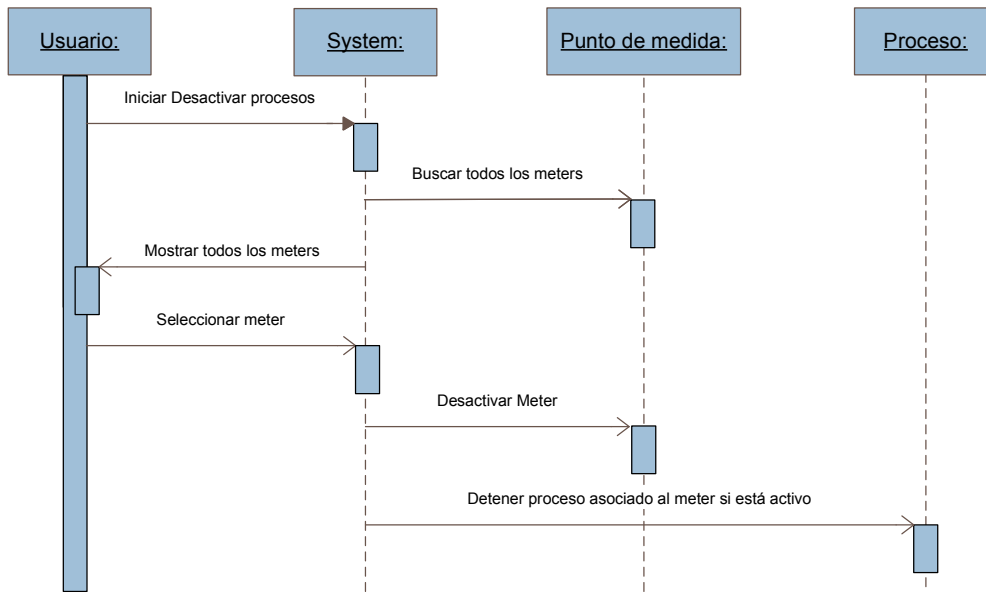 Usuario:
System:
Punto de medida:
Proceso:
Iniciar Desactivar procesos
Buscar todos los meters
Mostrar todos los meters
Seleccionar meter
Desactivar Meter
Detener proceso asociado al meter si está activo